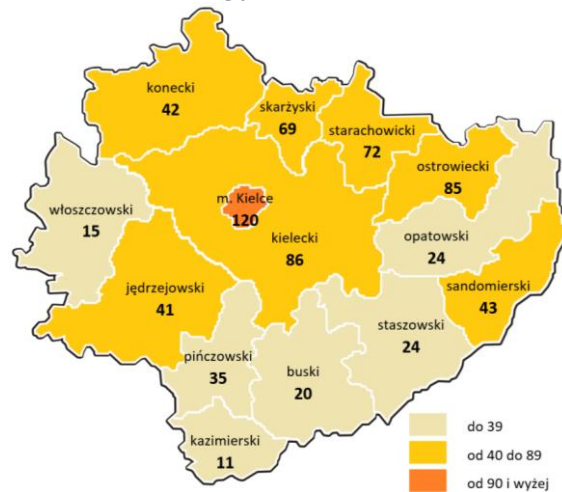 konecki
42
skarżyski
69
starachowicki
72
ostrowiecki
85
m. Kielce
120
włoszczowski
15
kielecki
86
opatowski
24
sandomierski
43
jędrzejowski
41
staszowski
24
pińczowski
35
buski
20
kazimierski
11
do 39
od 40 do 89
od 90 i wyżej